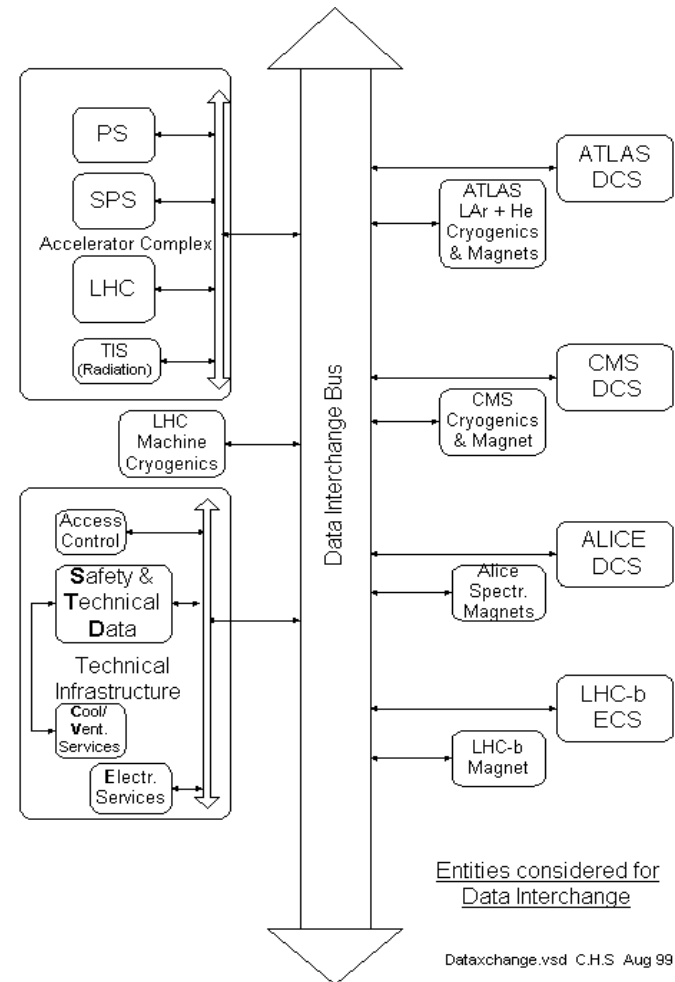 PS
SPS
Accelerator Complex
LHC
TIS
(Radiation)
LHC
Machine
Cryogenics
Access
Control
Safety &
Technical
Data
Technical
Infrastructure
Cool/
Vent.
Services
Electr.
Services
Data Interchange Bus
ATLAS
DCS
ATLAS
LAr + He
Cryogenics
& Magnets
CMS
DCS
CMS
Cryogenics
& Magnet
ALICE
DCS
Alice
Spectr.
Magnets
LHC-b
ECS
LHC-b
Magnet
Entities considered for
Data Interchange
Dataxchange.vsd C.H.S Aug 99